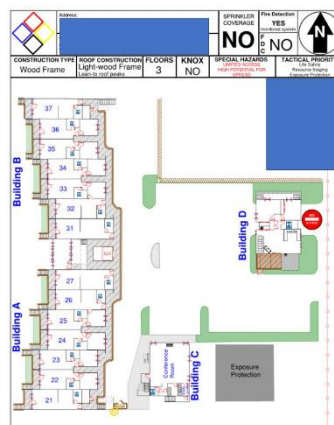 Address:
SPRINKLER COVERAGE
NO
Fire Detection
YES
monitored system
F D C
NO
N
CONSTRUCTION TYPE
Wood Frame
ROOF CONSTRUCTION
Light-wood Frame
Lean-to roof peaks
FLOORS
3
KNOX
NO
SPECIAL HAZARDS
LIMITED ACCESS
HIGH POTENTIAL FOR SPREAD
TACTICAL PRIORIT
Life Safety
Resource Staging
Exposure Protection
Building B
37
36
35
34
33
32
31
Building A
27
26
25
24
23
22
21
Building D
Conference Room
Building C
Exposure Protection